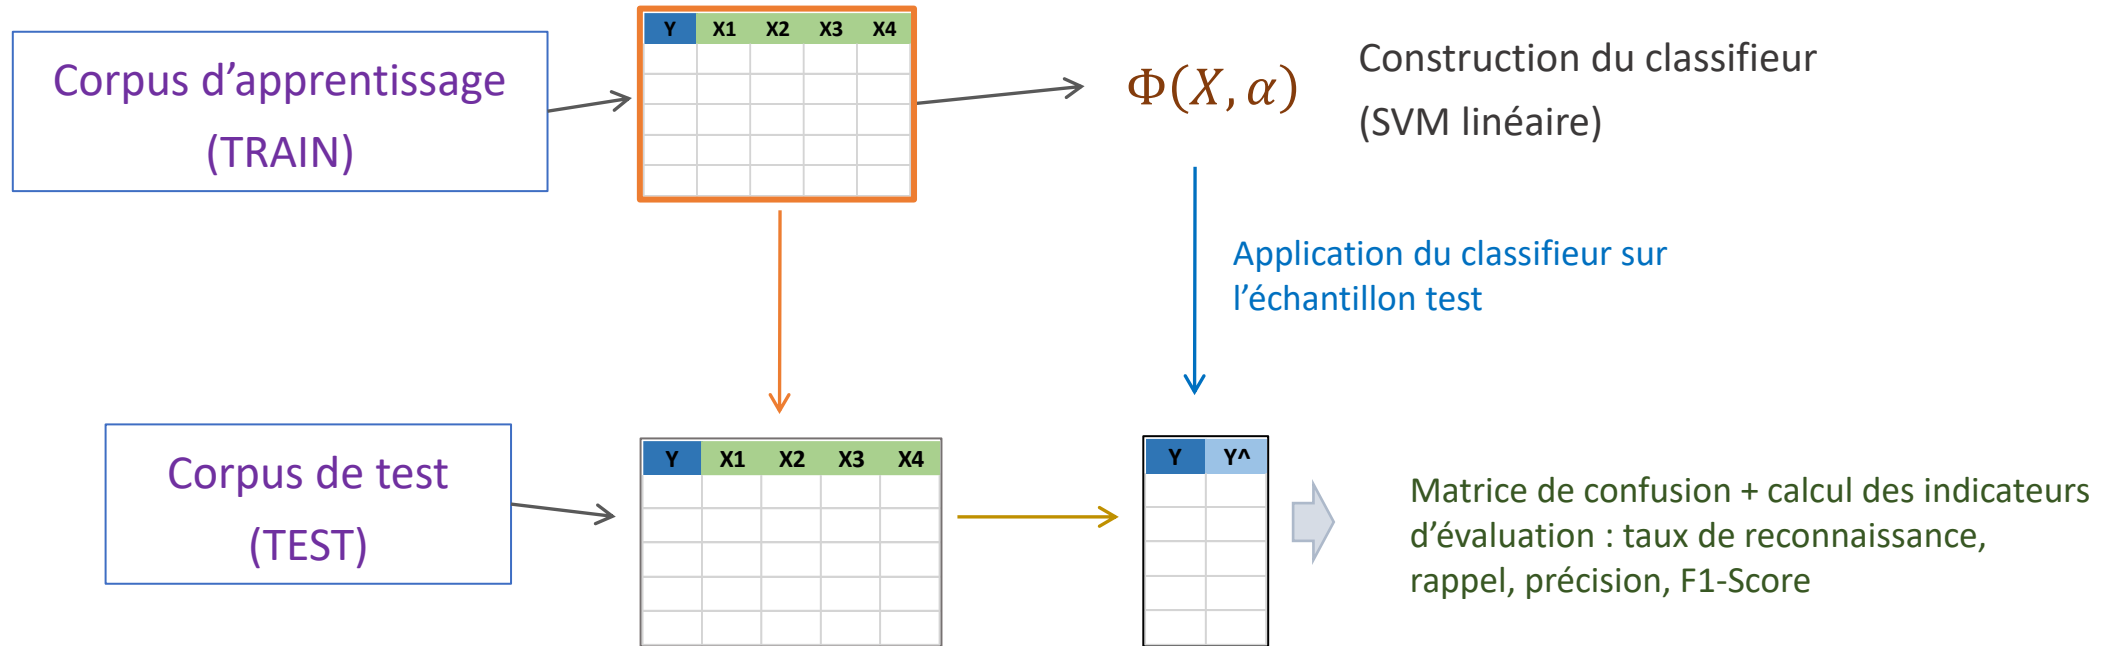 Corpus d’apprentissage
(TRAIN)
Y X1 X2 X3 X4
Φ(X, α)
Construction du classifieur
(SVM linéaire)
Application du classifieur sur
l’échantillon test
Corpus de test
(TEST)
Y X1 X2 X3 X4
Y Y^
Matrice de confusion + calcul des indicateurs
d’évaluation : taux de reconnaissance,
rappel, précision, F1-Score